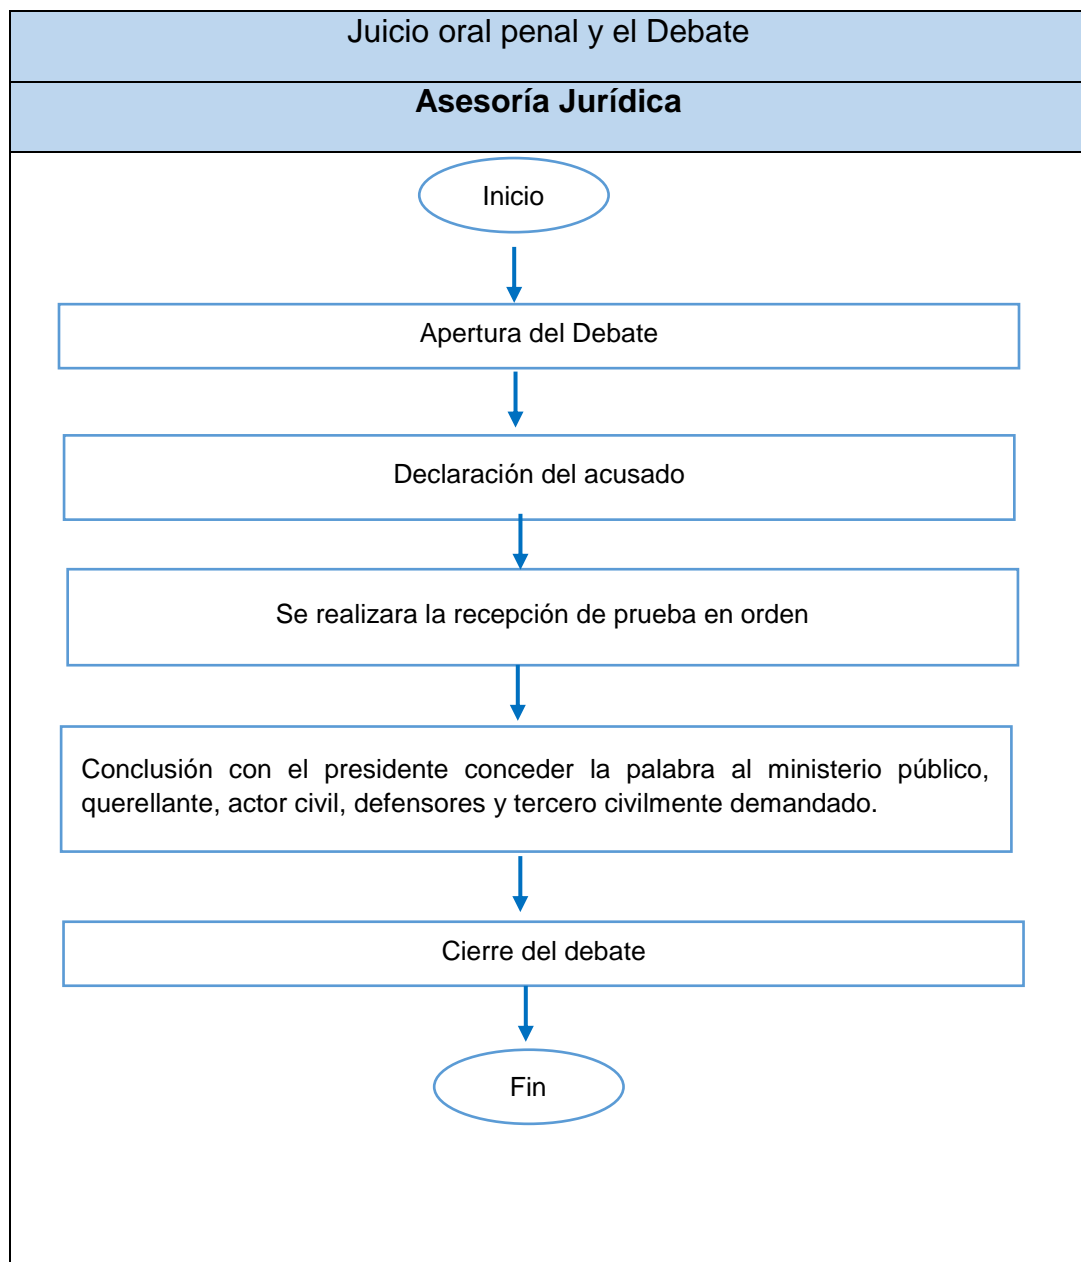 Juicio oral penal y el Debate
Asesoría Jurídica
Inicio
Apertura del Debate
Declaración del acusado
Se realizara la recepción de prueba en orden
Conclusión con el presidente conceder la palabra al ministerio público,
querellante, actor civil, defensores y tercero civilmente demandado.
Cierre del debate
Fin